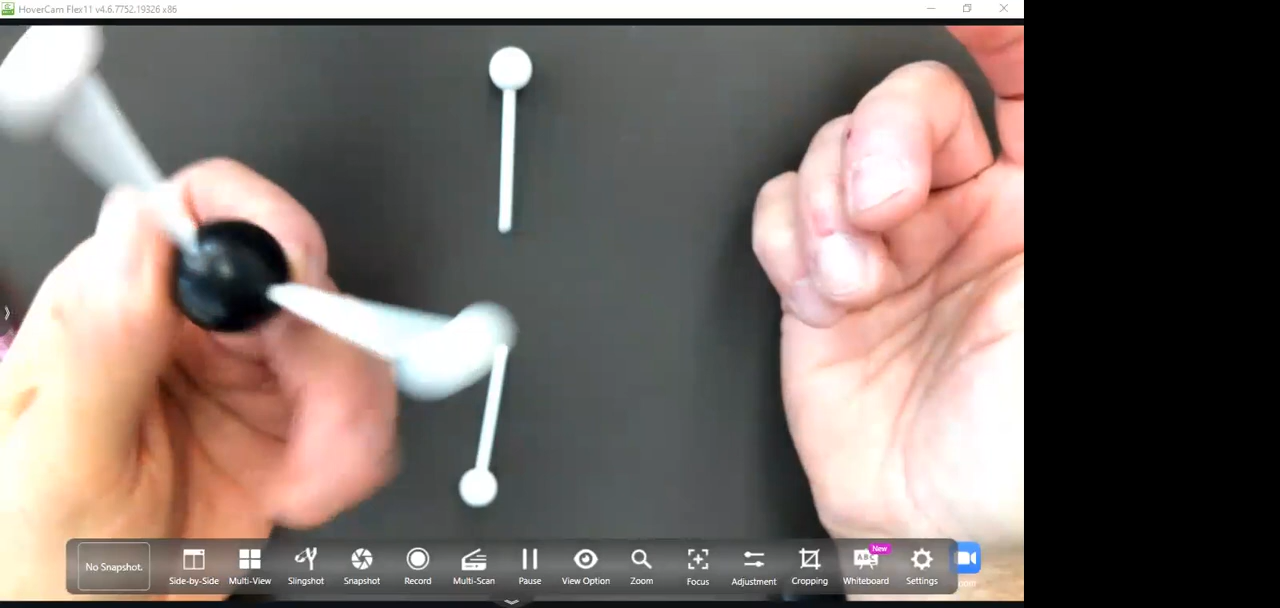 HoverCam Flex11 v4.6.7752.19326 x86
No Snapshot.
Side-by-Side
Multi-View
Slingshot
Snapshot
Record
Multi-Scan
Pause
View Option
Zoom
Focus
Adjustment
Cropping
New
ABC
Whiteboard
Settings